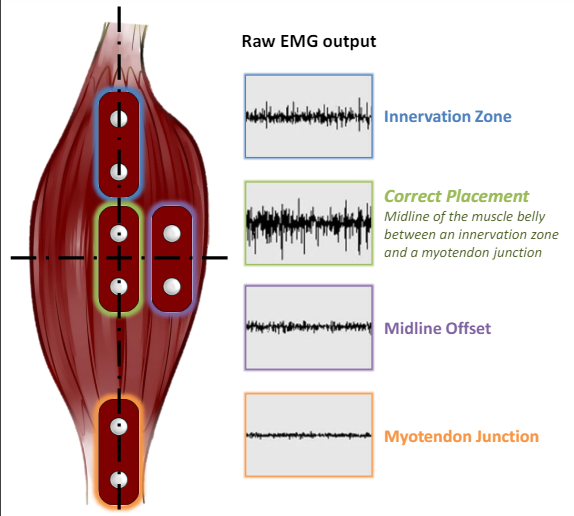 Raw EMG output
Innervation Zone
Correct Placement
Midline of the muscle belly
between an innervation zone
and a myotendon junction
Midline Offset
Myotendon Junction